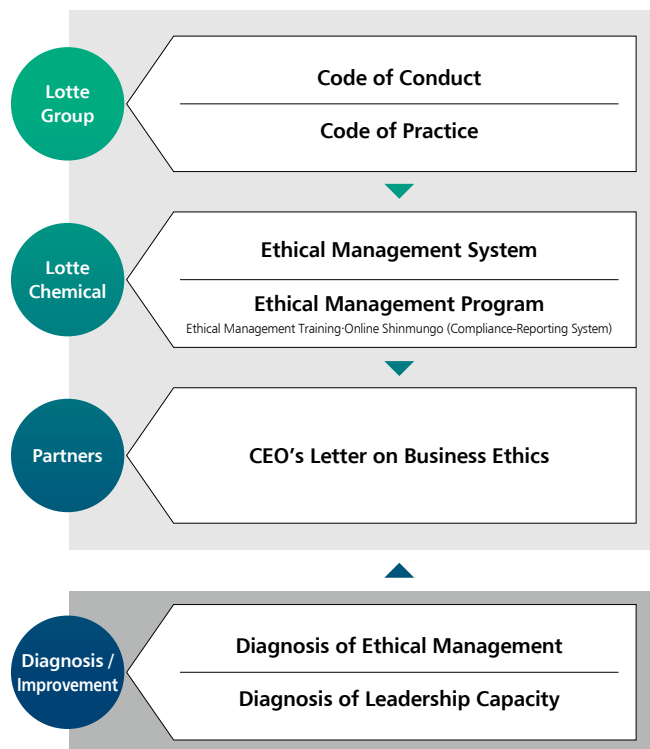 Lotte
Group
Code of Conduct
Code of Practice
Lotte
Chemical
Ethical Management System
Ethical Management Program
Ethical Management Training·Online Shinmungo (Compliance-Reporting System)
Partners
CEO’s Letter on Business Ethics
Diagnosis /
Improvement
Diagnosis of Ethical Management
Diagnosis of Leadership Capacity